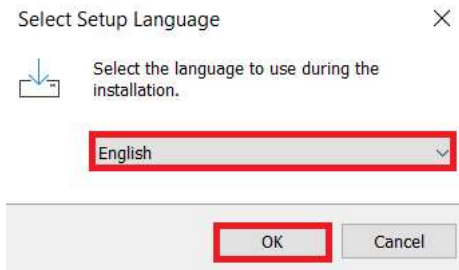 Select Setup Language
Select the language to use during the
installation.
English
OK
Cancel